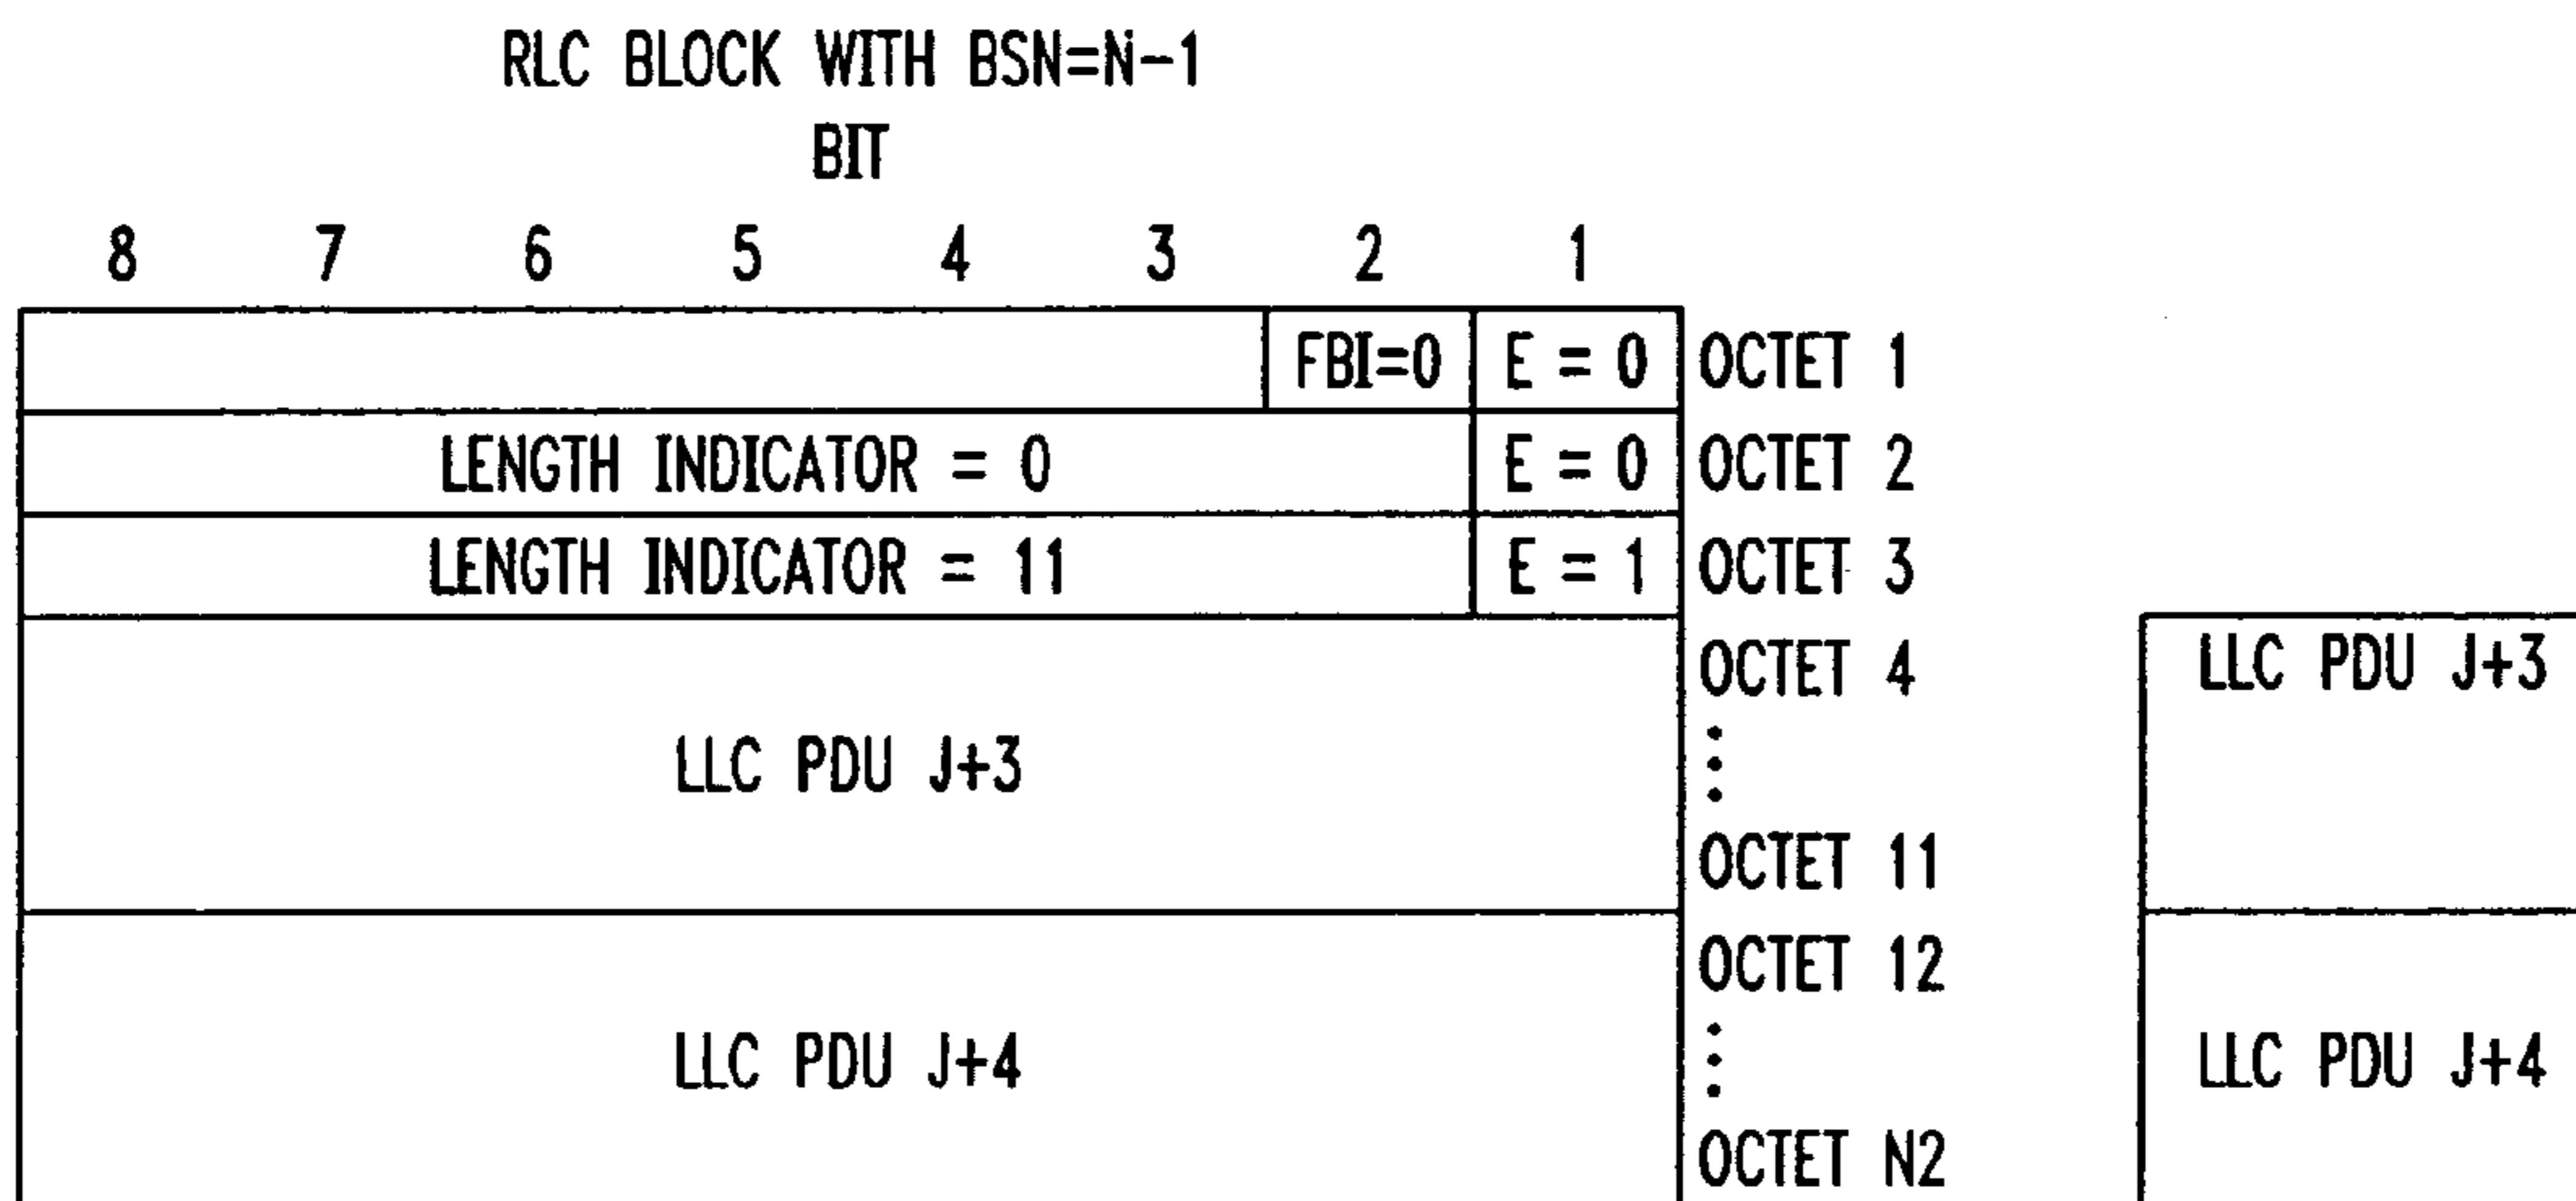 RLC BLOCK WITH BSN=N-1
BIT
8 7 6 5 4 3 2 1
FBI=0 E = 0 OCTET 1
LENGTH INDICATOR = 0 E = 0 OCTET 2
LENGTH INDICATOR = 11 E = 1 OCTET 3
OCTET 4 LLC PDU J+3
LLC PDU J+3
OCTET 11
OCTET 12
LLC PDU J+4 LLC PDU J+4
OCTET N2